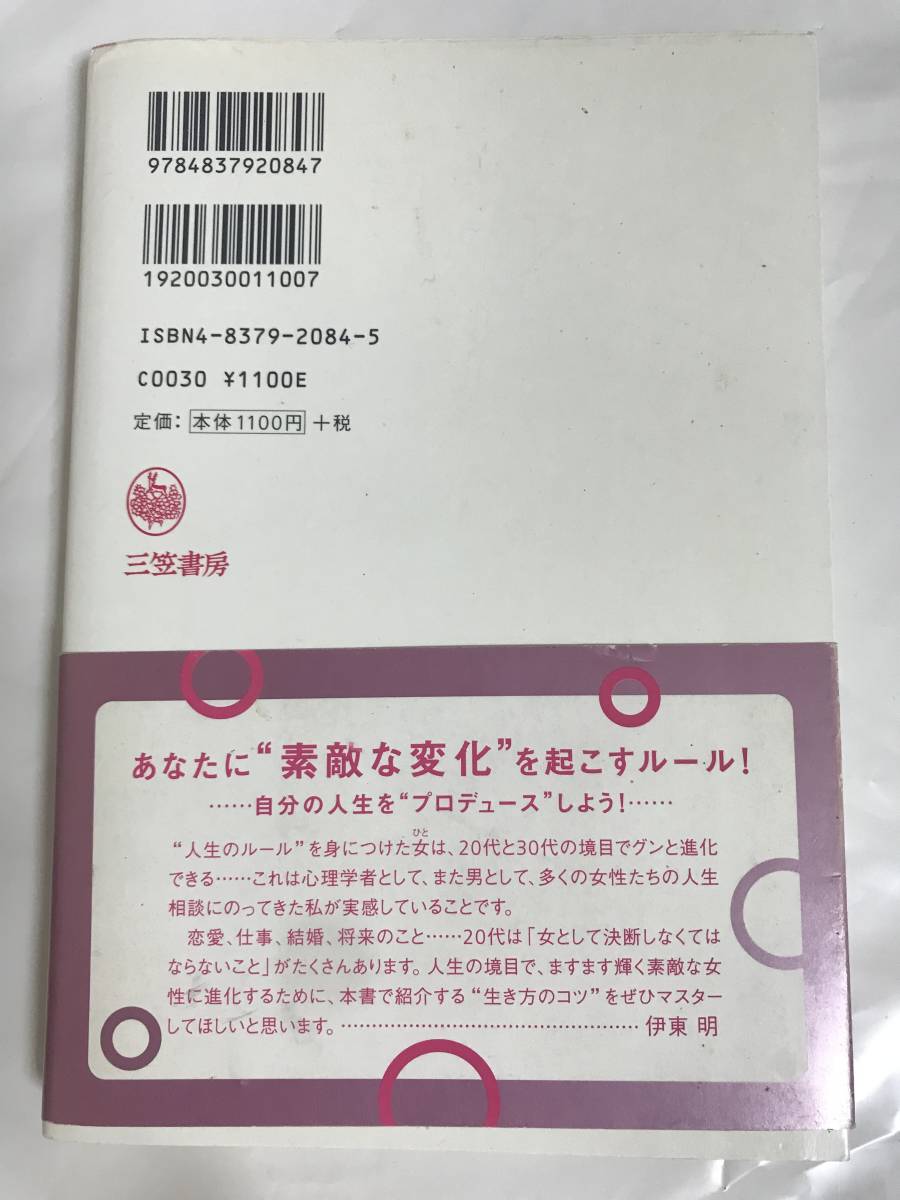 9784837920847
1920030011007
ISBN4-8379-2084-5
C0030 ¥1100E
定価: 本体1100円 +税
三笠書房
あなたに“素敵な変化”を起こすルール!
……自分の人生を“プロデュース”しよう!……
ひと
“人生のルール”を身につけた女は、20代と30代の境目でグンと進化
できる……これは心理学者として、また男として、多くの女性たちの人生
相談にのってきた私が実感していることです。
恋愛、仕事、結婚、将来のこと……20代は「女として決断しなくては
ならないこと」がたくさんあります。人生の境目で、ますます輝く素敵な女
性に進化するために、本書で紹介する“生き方のコツ”をぜひマスター
してほしいと思います。……………………………………… 伊東 明